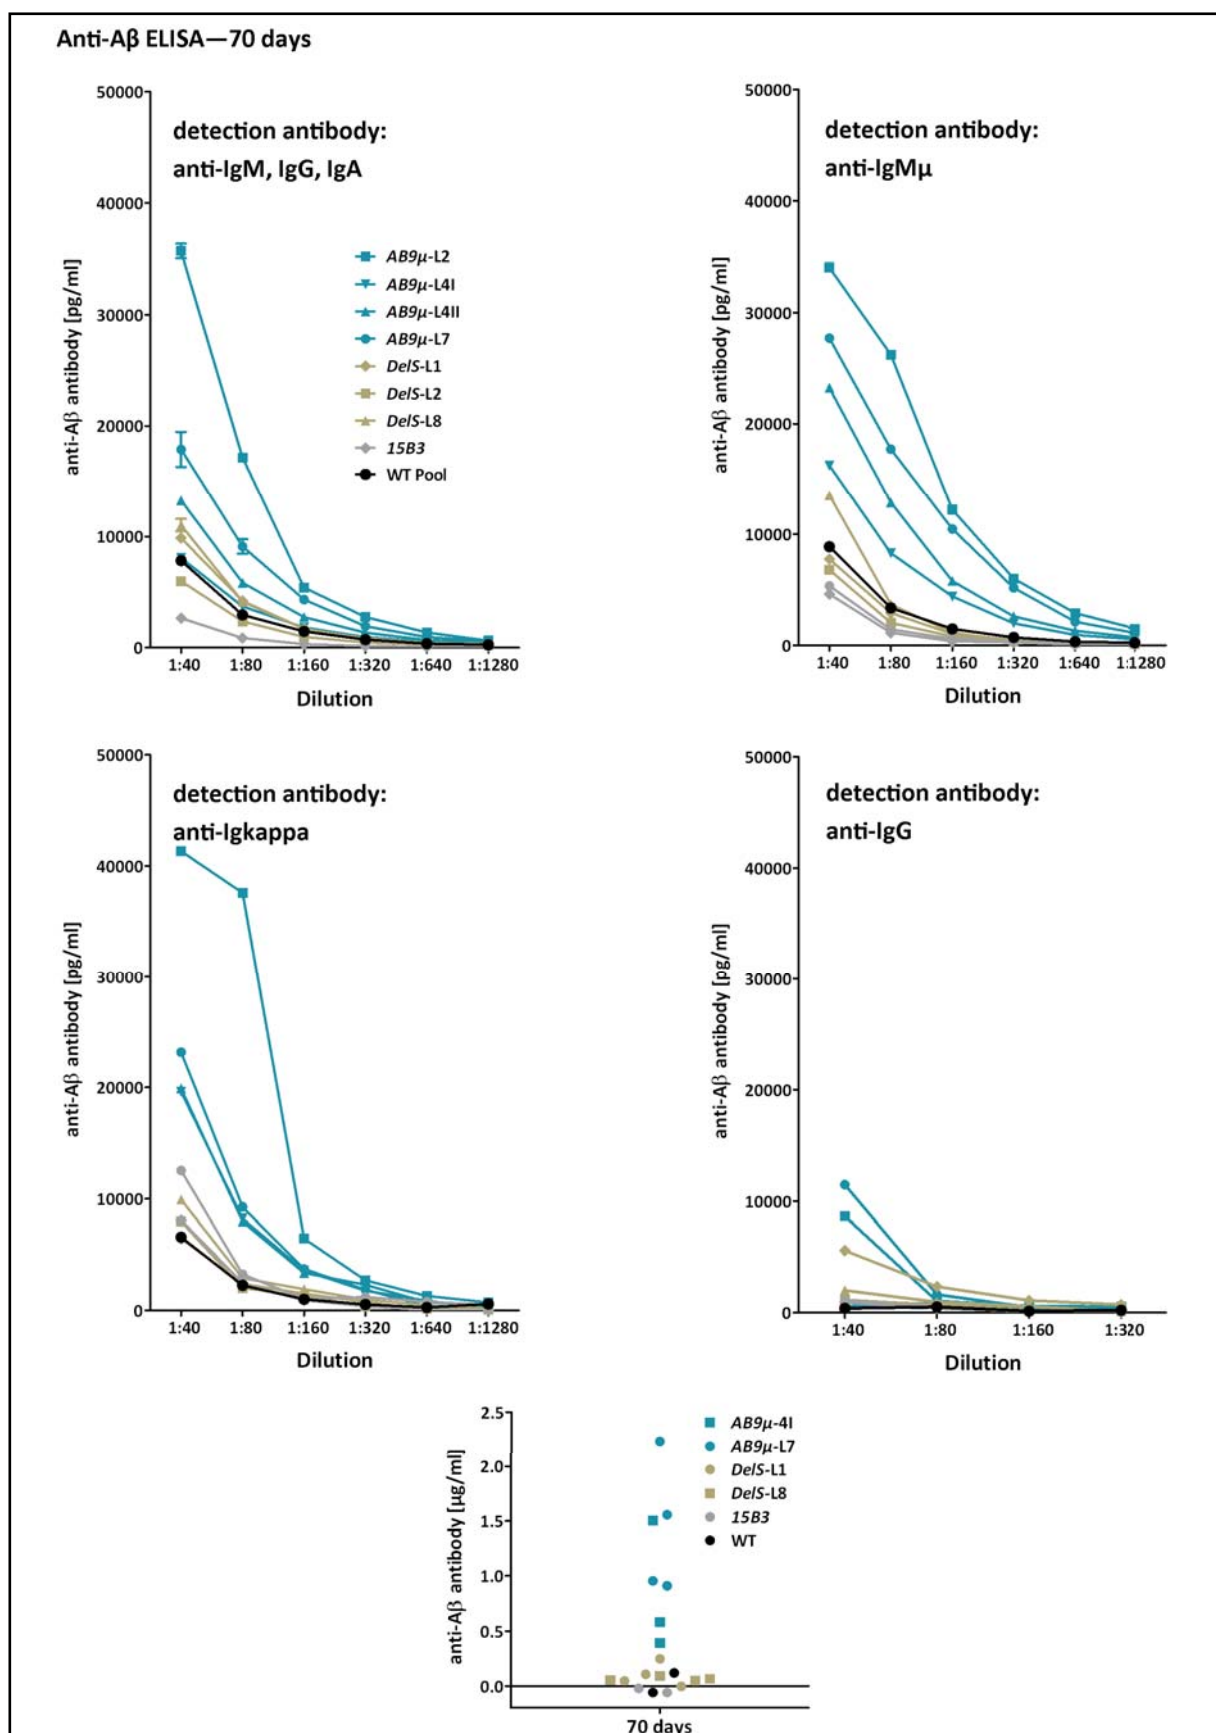 Anti-Aβ ELISA—70 days
50000
40000
30000
20000
10000
0
anti-Aβ antibody [pg/ml]
detection antibody:
anti-IgM, IgG, IgA
AB9µ-L2
AB9µ-L4I
AB9µ-L4II
AB9µ-L7
DelS-L1
DelS-L2
DelS-L8
15B3
WT Pool
1:40 1:80 1:160 1:320 1:640 1:1280
Dilution
50000
40000
30000
20000
10000
0
anti-Aβ antibody [pg/ml]
detection antibody:
anti-IgMµ
1:40 1:80 1:160 1:320 1:640 1:1280
Dilution
50000
40000
30000
20000
10000
0
anti-Aβ antibody [pg/ml]
detection antibody:
anti-Igkappa
1:40 1:80 1:160 1:320 1:640 1:1280
Dilution
50000
40000
30000
20000
10000
0
anti-Aβ antibody [pg/ml]
detection antibody:
anti-IgG
1:40 1:80 1:160 1:320
Dilution
2.5
2.0
1.5
1.0
0.5
0.0
anti-Aβ antibody [µg/ml]
AB9µ-4I
AB9µ-L7
DelS-L1
DelS-L8
15B3
WT
70 days